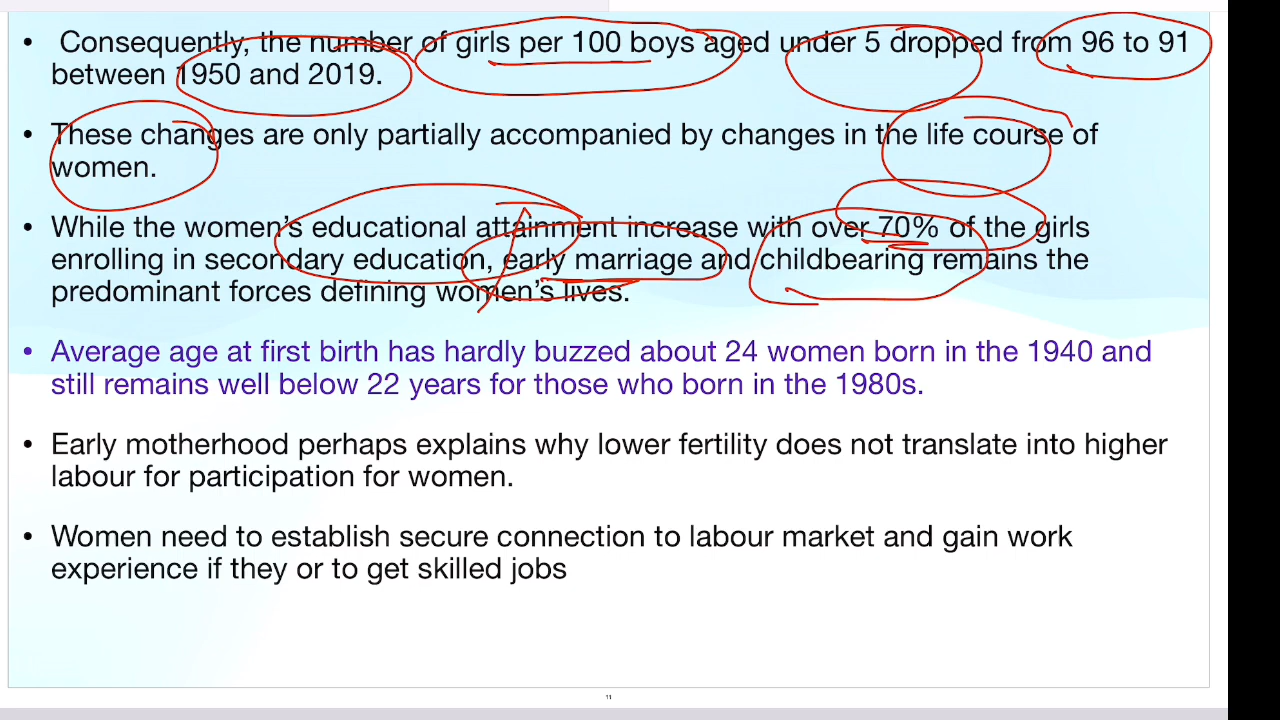 • Consequently, the number of girls per 100 boys aged under 5 dropped from 96 to 91
between 1950 and 2019.
• These changes are only partially accompanied by changes in the life course of
women.
• While the women's educational attainment increase with over 70% of the girls
enrolling in secondary education, early marriage and childbearing remains the
predominant forces defining women's lives.
• Average age at first birth has hardly buzzed about 24 women born in the 1940 and
still remains well below 22 years for those who born in the 1980s.
• Early motherhood perhaps explains why lower fertility does not translate into higher
labour for participation for women.
• Women need to establish secure connection to labour market and gain work
experience if they or to get skilled jobs